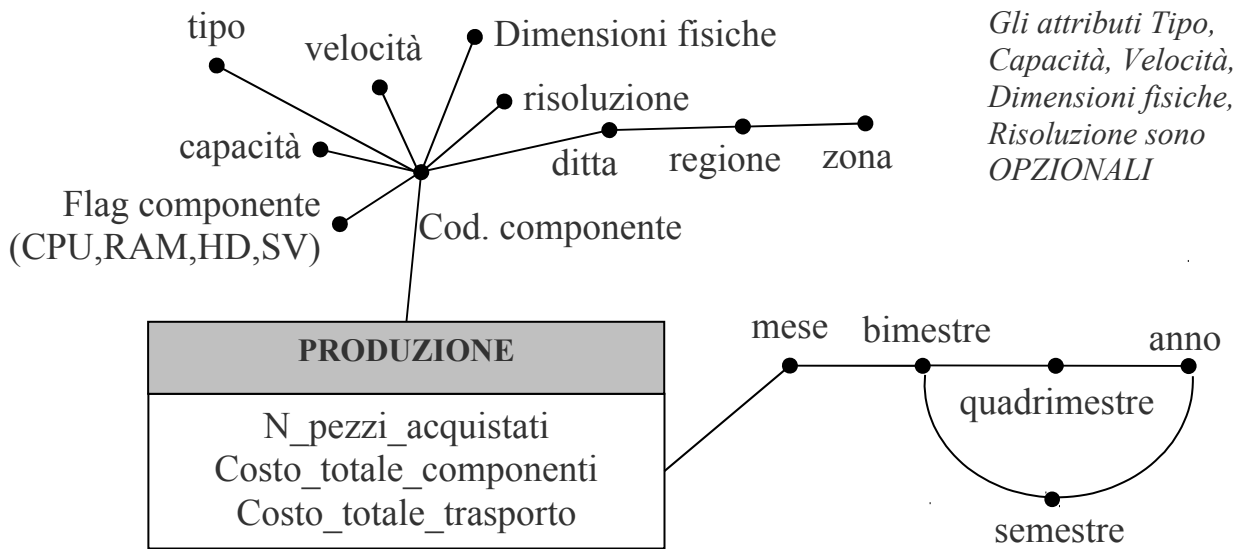 tipo
velocità
Dimensioni fisiche
risoluzione
capacità
ditta
regione
zona
Flag componente
(CPU,RAM,HD,SV)
Cod. componente
Gli attributi Tipo,
Capacità, Velocità,
Dimensioni fisiche,
Risoluzione sono
OPZIONALI
PRODUZIONE
N_pezzi_acquistati
Costo_totale_componenti
Costo_totale_trasporto
mese
bimestre
anno
quadrimestre
semestre